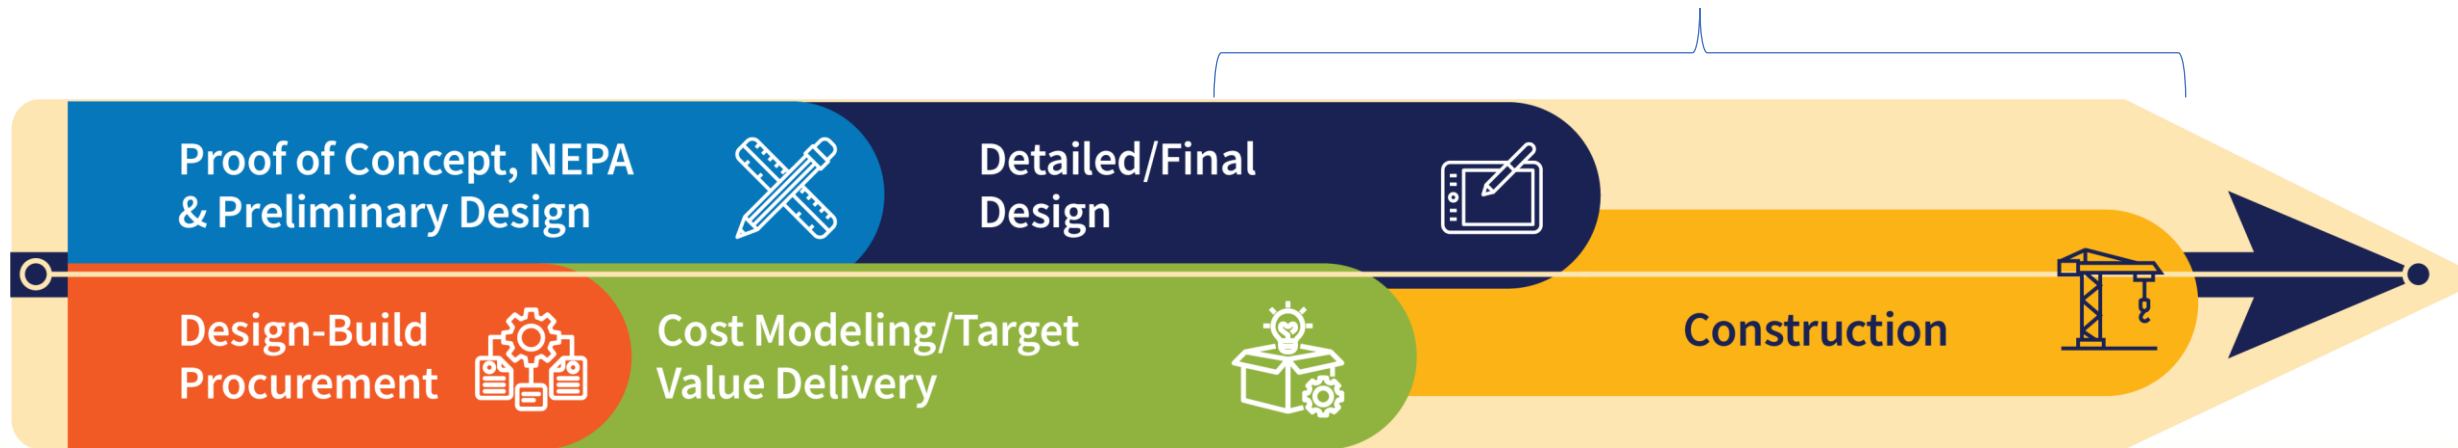 Proof of Concept, NEPA
& Preliminary Design
Detailed/Final
Design
Design-Build
Procurement
Cost Modeling/Target
Value Delivery
Construction